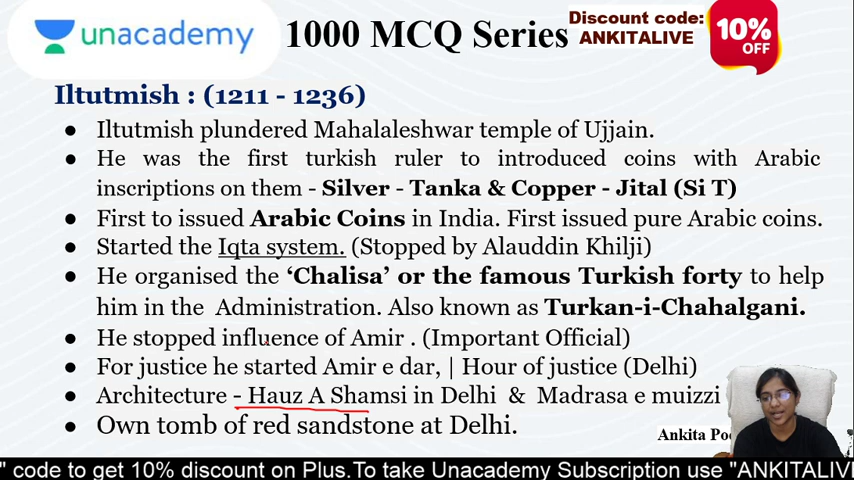 unacademy
1000 MCQ Series
Discount code:
ANKITALIVE
10%
OFF
Iltutmish : (1211 - 1236)
● Iltutmish plundered Mahalaleshwar temple of Ujjain.
● He was the first turkish ruler to introduced coins with Arabic
inscriptions on them - Silver - Tanka & Copper - Jital (Si T)
● First to issued Arabic Coins in India. First issued pure Arabic coins.
● Started the Iqta system. (Stopped by Alauddin Khilji)
● He organised the ‘Chalisa’ or the famous Turkish forty to help
him in the Administration. Also known as Turkan-i-Chahalgani.
● He stopped influence of Amir . (Important Official)
● For justice he started Amir e dar, | Hour of justice (Delhi)
● Architecture - Hauz A Shamsi in Delhi & Madrasa e muizzi
● Own tomb of red sandstone at Delhi.
Ankita
" code to get 10% discount on Plus.To take Unacademy Subscription use "ANKITALIVE